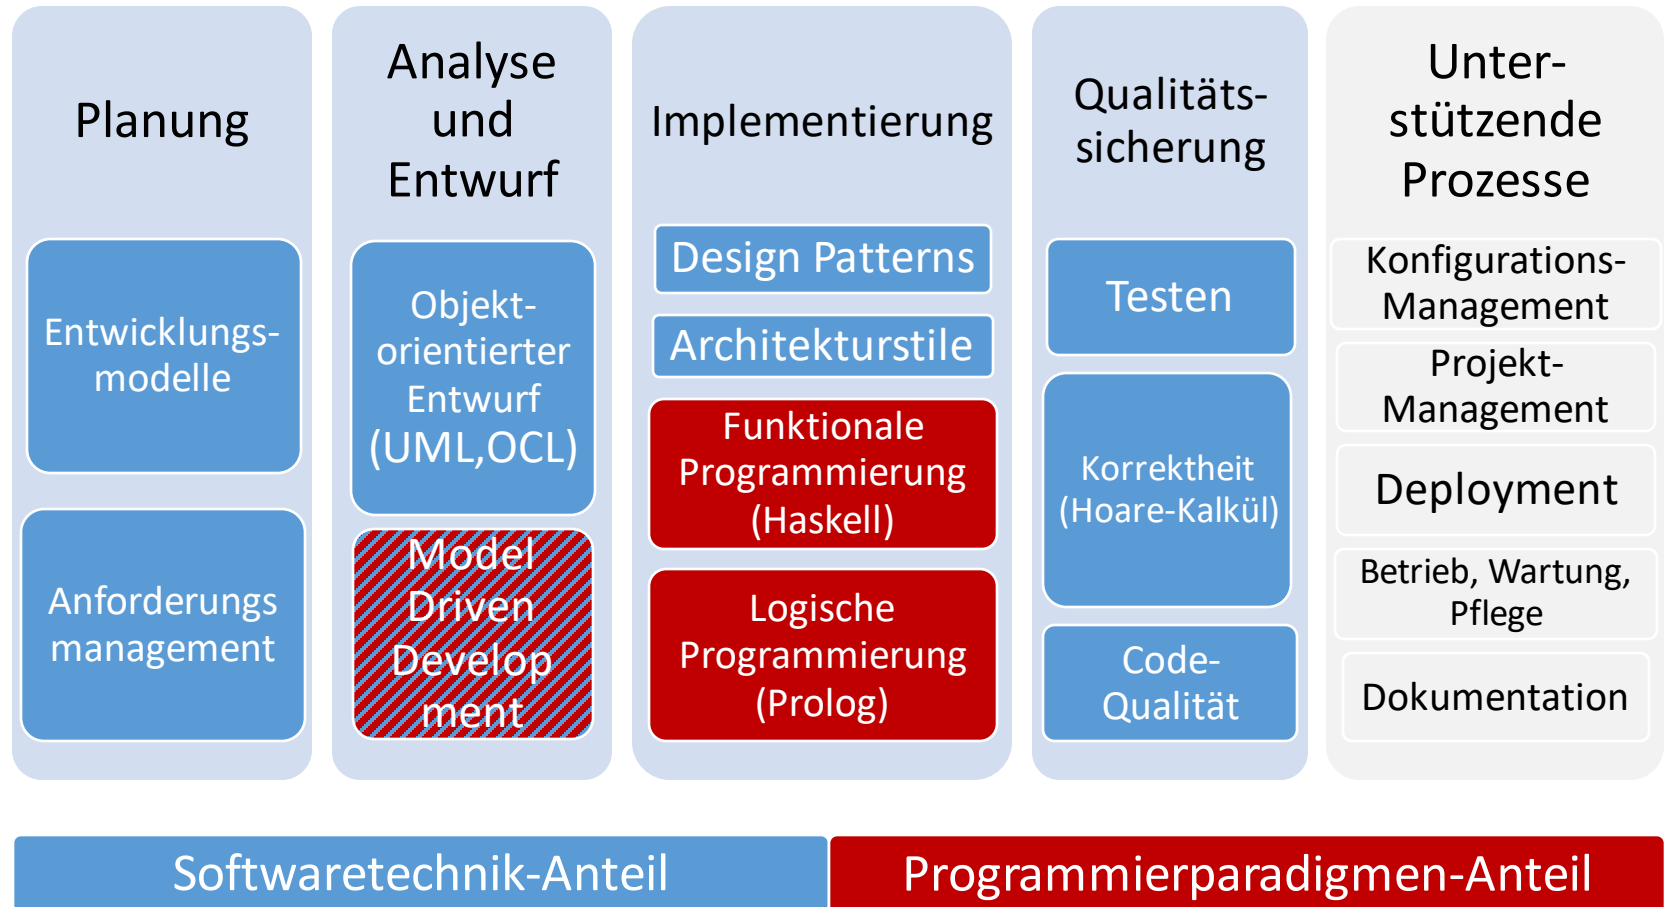 Planung
Entwicklungs-
modelle
Anforderungs
management
Analyse
und
Entwurf
Objekt-
orientierter
Entwurf
(UML,OCL)
Model
Driven
Develop
ment
Implementierung
Design Patterns
Architekturstile
Funktionale
Programmierung
(Haskell)
Logische
Programmierung
(Prolog)
Qualitäts-
sicherung
Testen
Korrektheit
(Hoare-Kalkül)
Code-
Qualität
Unter-
stützende
Prozesse
Konfigurations-
Management
Projekt-
Management
Deployment
Betrieb, Wartung,
Pflege
Dokumentation
Softwaretechnik-Anteil
Programmierparadigmen-Anteil